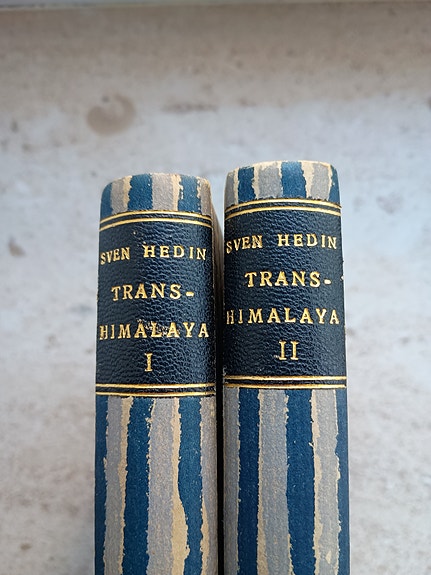 SVEN HEDIN
TRANS-
HIMALAYA
I
SVEN HEDIN
TRANS-
HIMALAYA
II